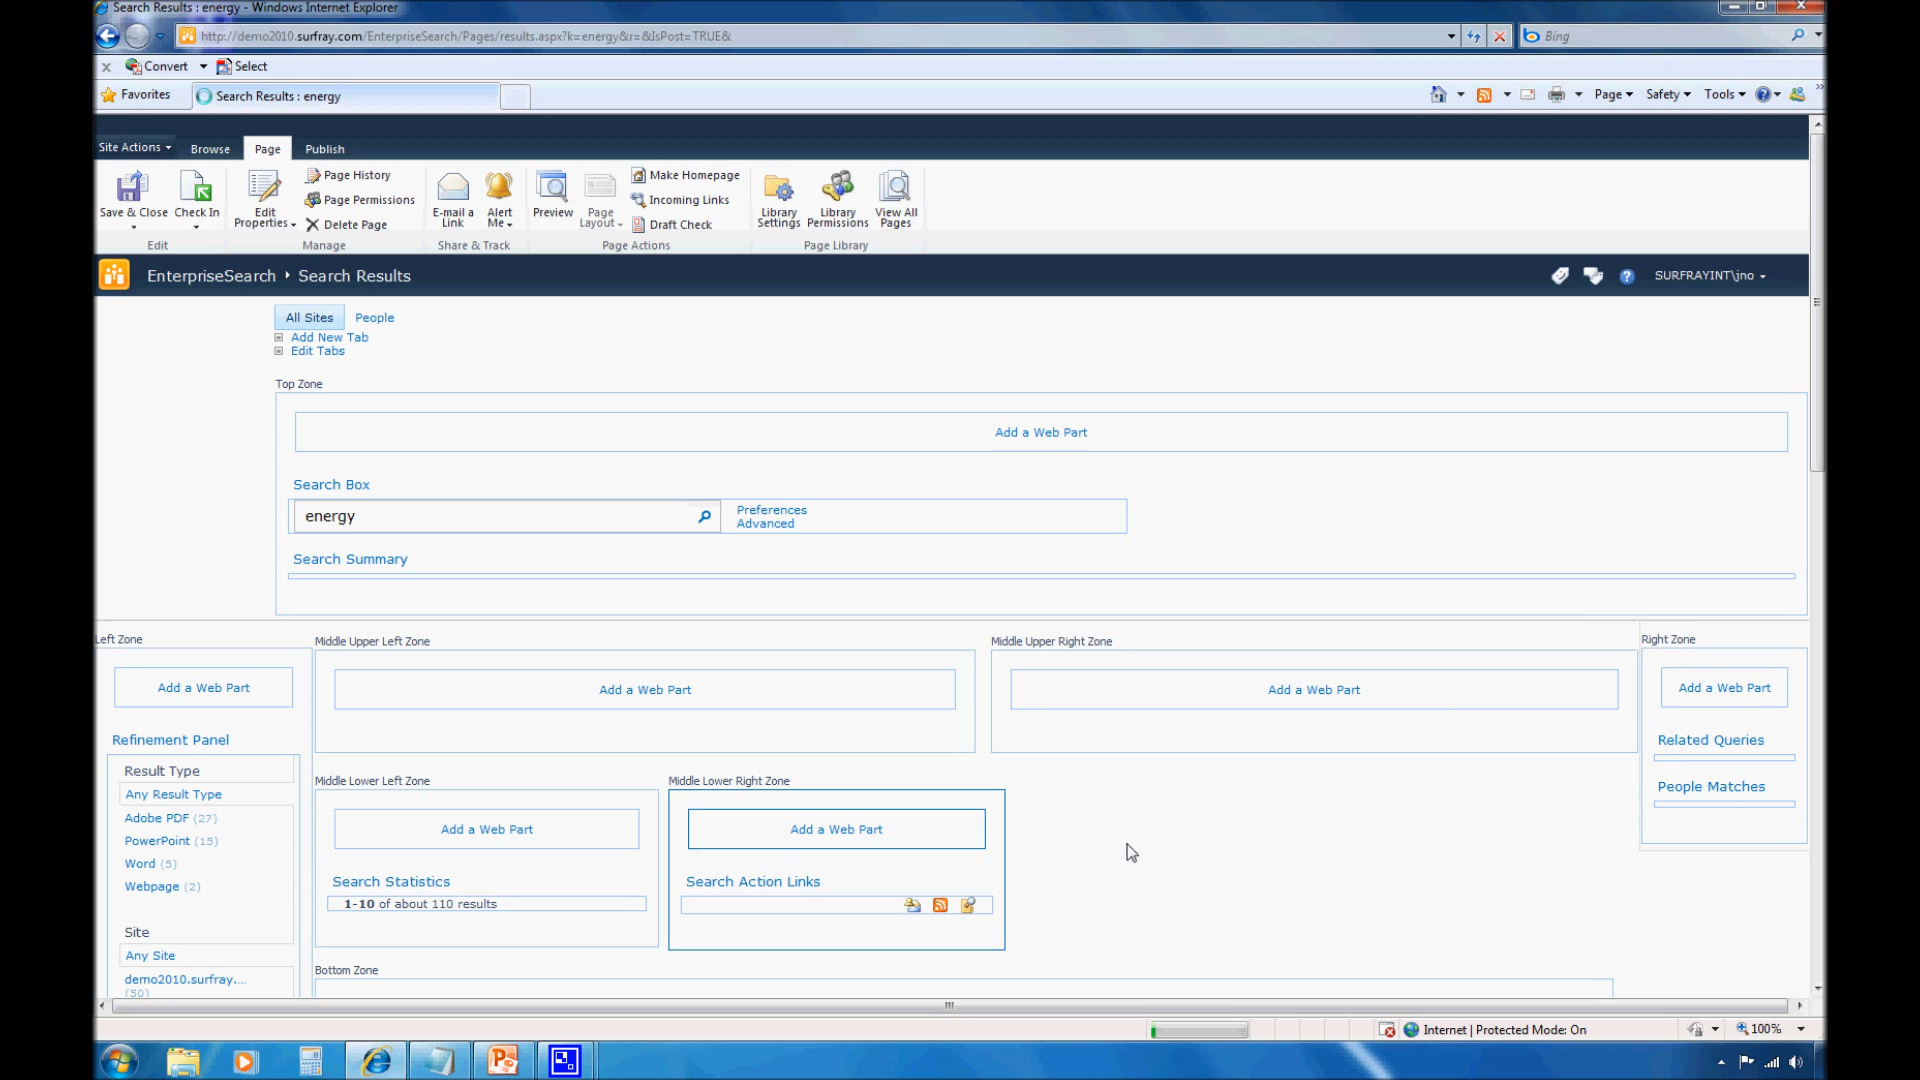 Search Results : energy - Windows Internet Explorer
http://demo2010.surfray.com/EnterpriseSearch/Pages/results.aspx?k=energy&r=&IsPost=TRUE&
Bing
x Convert Select
Favorites Search Results : energy
Page Safety Tools
Site Actions Browse Page Publish
Save & Close
Check In
Edit Properties
Page History
Page Permissions
Delete Page
E-mail a Link
Alert Me
Preview
Page Layout
Make Homepage
Incoming Links
Draft Check
Library Settings
Library Permissions
View All Pages
Edit Manage Share & Track Page Actions Page Library
EnterpriseSearch Search Results
SURFRAYINT\jno
All Sites People
Add New Tab
Edit Tabs
Top Zone
Add a Web Part
Search Box
energy
Preferences
Advanced
Search Summary
Left Zone
Add a Web Part
Refinement Panel
Result Type
Any Result Type
Adobe PDF (27)
PowerPoint (15)
Word (5)
Webpage (2)
Site
Any Site
demo2010.surfray....
(50)
Middle Upper Left Zone
Add a Web Part
Middle Upper Right Zone
Add a Web Part
Middle Lower Left Zone
Add a Web Part
Search Statistics
1-10 of about 110 results
Middle Lower Right Zone
Add a Web Part
Search Action Links
Bottom Zone
Right Zone
Add a Web Part
Related Queries
People Matches
Internet | Protected Mode: On
100%